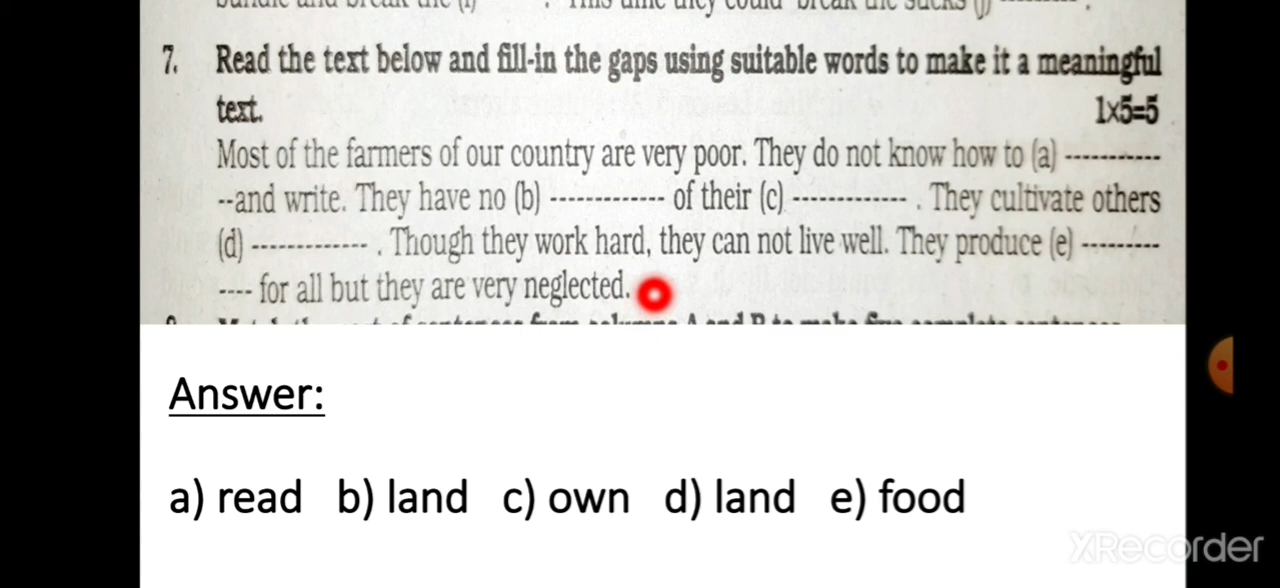 7. Read the text below and fill-in the gaps using suitable words to make it a meaningful
text. 1x5=5
Most of the farmers of our country are very poor. They do not know how to (a) -----------
--and write. They have no (b) ------------- of their (c) ------------- . They cultivate others
(d) ------------- . Though they work hard, they can not live well. They produce (e) ---------
---- for all but they are very neglected.
Answer:
a) read b) land c) own d) land e) food
XRecorder